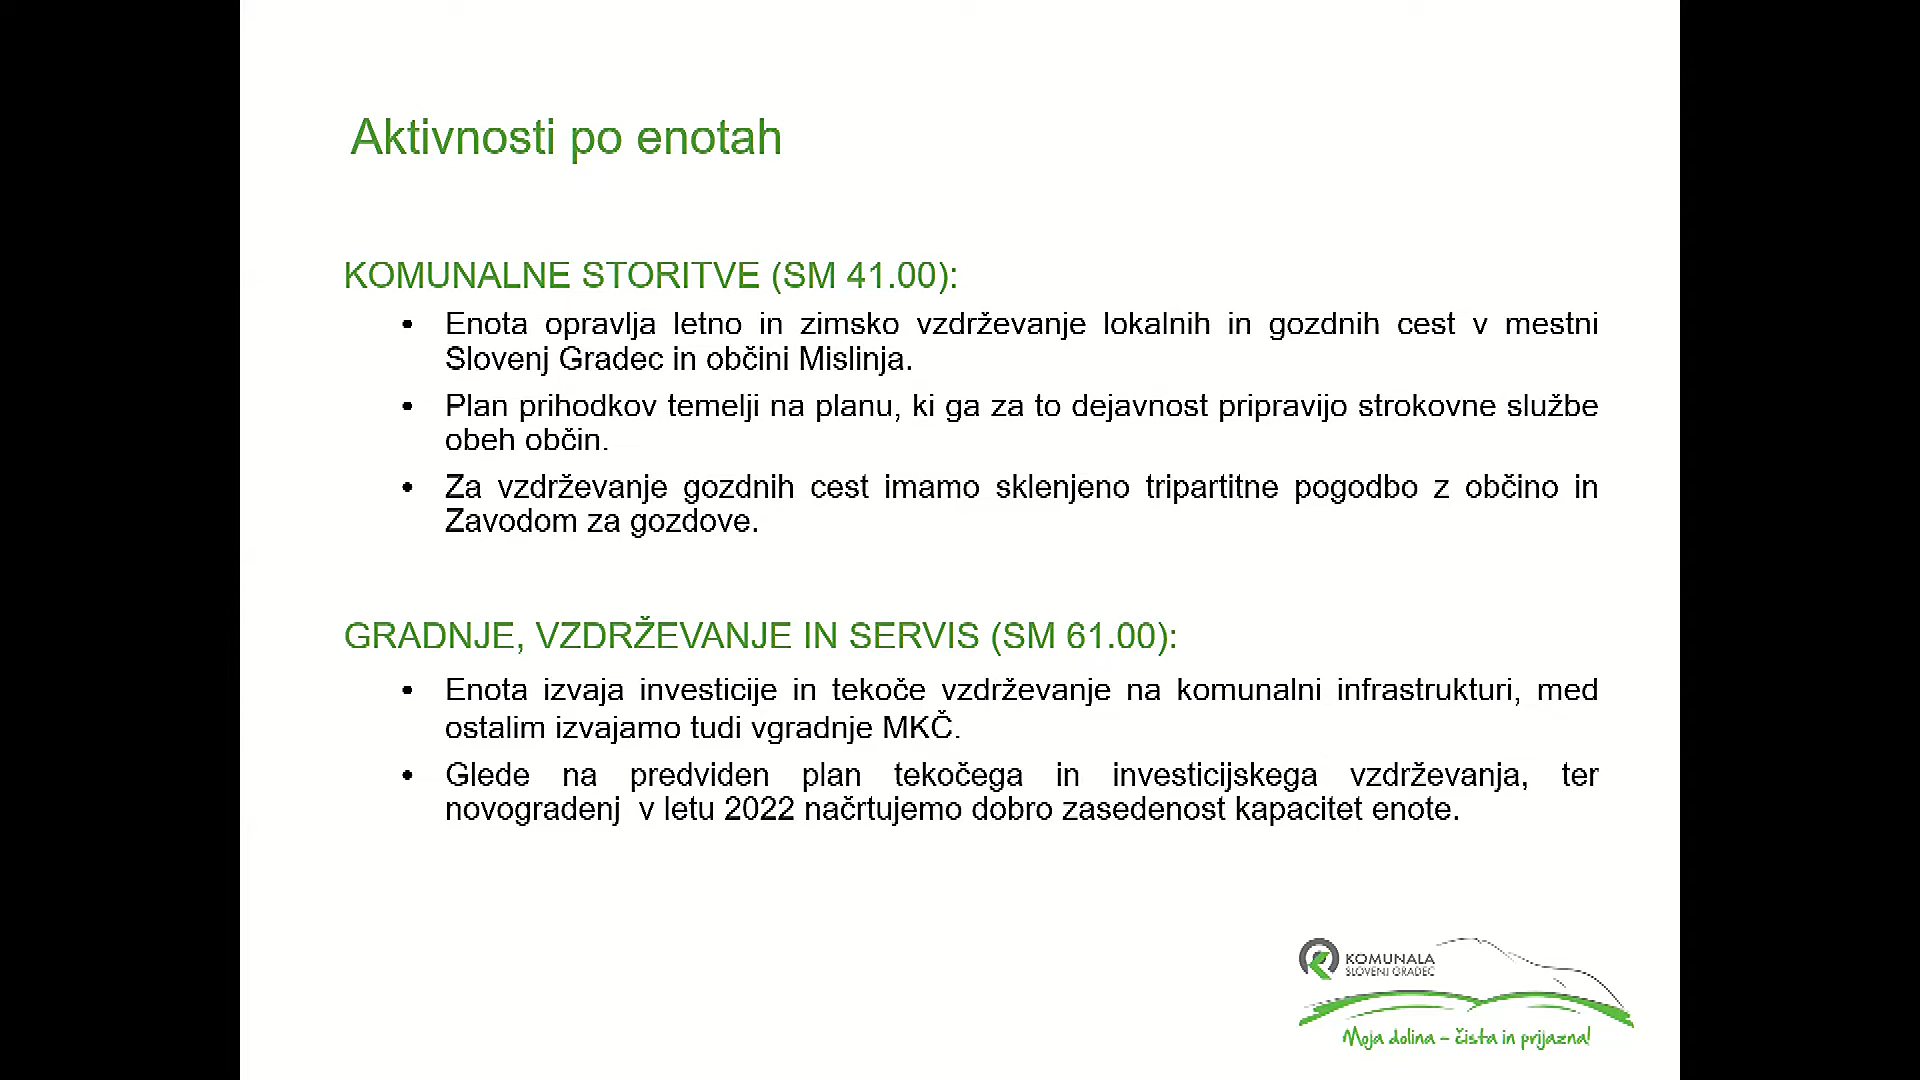 Aktivnosti po enotah
KOMUNALNE STORITVE (SM 41.00):
• Enota opravlja letno in zimsko vzdrževanje lokalnih in gozdnih cest v mestni
Slovenj Gradec in občini Mislinja.
• Plan prihodkov temelji na planu, ki ga za to dejavnost pripravijo strokovne službe
obeh občin.
• Za vzdrževanje gozdnih cest imamo sklenjeno tripartitne pogodbo z občino in
Zavodom za gozdove.
GRADNJE, VZDRŽEVANJE IN SERVIS (SM 61.00):
• Enota izvaja investicije in tekoče vzdrževanje na komunalni infrastrukturi, med
ostalim izvajamo tudi vgradnje MKČ.
• Glede na predviden plan tekočega in investicijskega vzdrževanja, ter
novogradenj v letu 2022 načrtujemo dobro zasedenost kapacitet enote.
KOMUNALA
SLOVENJ GRADEC
Moja dolina – čista in prijazna!